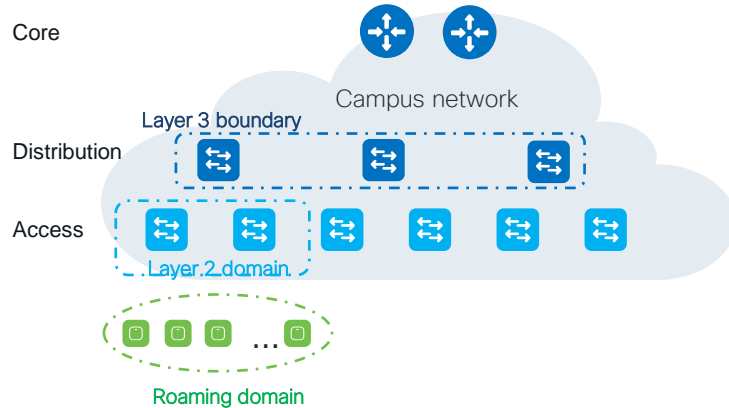 Core
Campus network
Layer 3 boundary
Distribution
Access
Layer 2 domain
...
Roaming domain